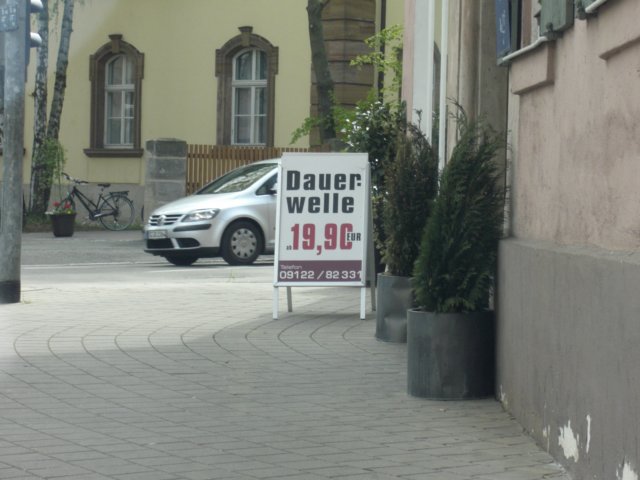 Dauer-
welle
ab 19,90 EUR
Telefon
09122 / 82 331